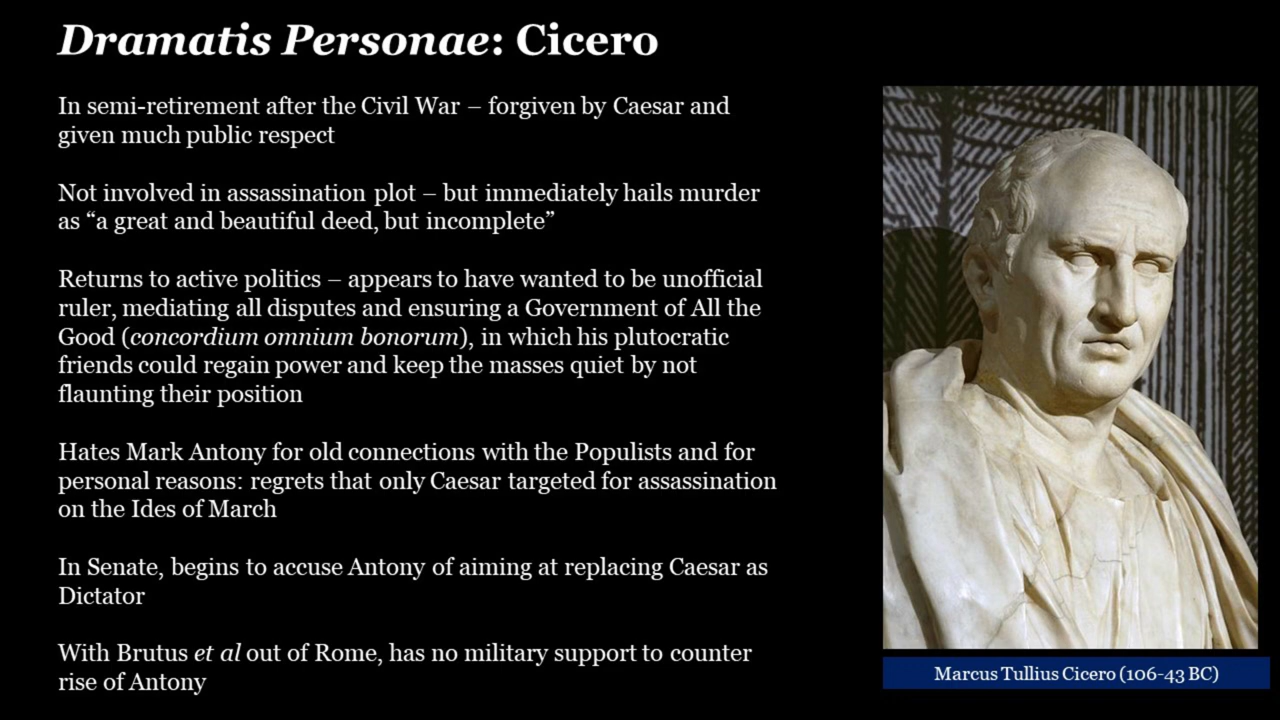 Dramatis Personae: Cicero
In semi-retirement after the Civil War – forgiven by Caesar and
given much public respect
Not involved in assassination plot – but immediately hails murder
as “a great and beautiful deed, but incomplete”
Returns to active politics – appears to have wanted to be unofficial
ruler, mediating all disputes and ensuring a Government of All the
Good (concordium omnium bonorum), in which his plutocratic
friends could regain power and keep the masses quiet by not
flaunting their position
Hates Mark Antony for old connections with the Populists and for
personal reasons: regrets that only Caesar targeted for assassination
on the Ides of March
In Senate, begins to accuse Antony of aiming at replacing Caesar as
Dictator
With Brutus et al out of Rome, has no military support to counter
rise of Antony
Marcus Tullius Cicero (106-43 BC)